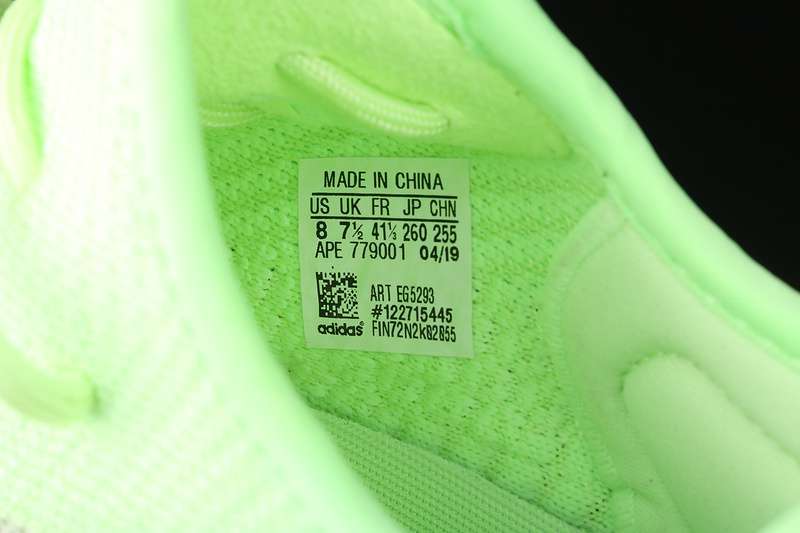 MADE IN CHINA
US UK FR JP CHN
8 7½ 41⅓ 260 255
APE 779001 04/19
ART EG5293
#122715445
adidas® FIN72N2k82855